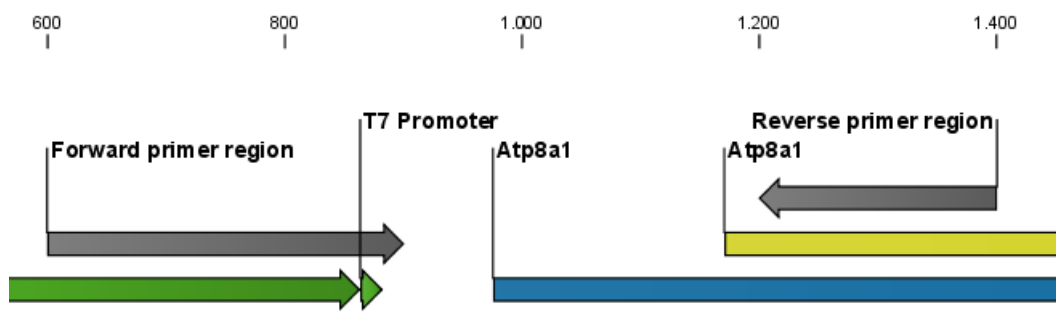 600 800 1.000 1.200 1.400
T7 Promoter Reverse primer region
Forward primer region Atp8a1 Atp8a1